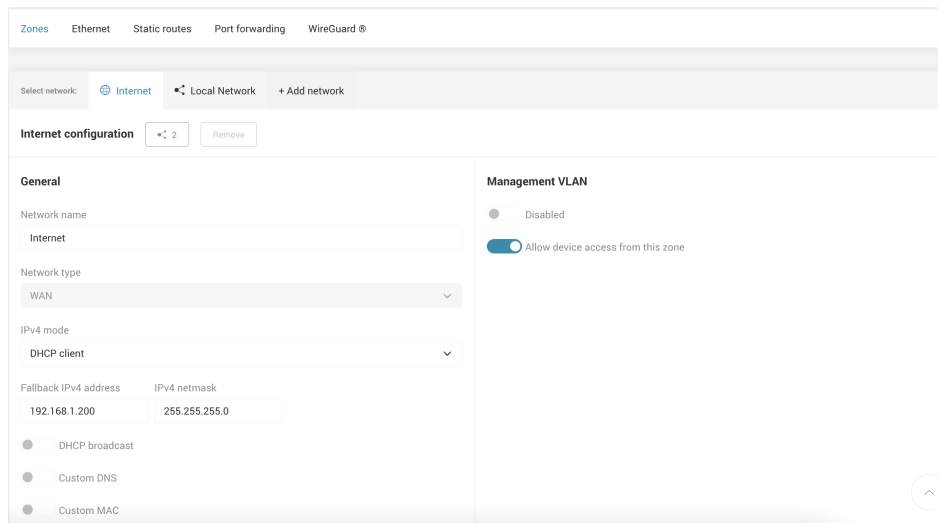 Zones Ethernet Static routes Port forwarding WireGuard ®
Select network: Internet Local Network + Add network
Internet configuration 2 Remove
General
Network name
Internet
Network type
WAN
IPv4 mode
DHCP client
Fallback IPv4 address IPv4 netmask
192.168.1.200 255.255.255.0
DHCP broadcast
Custom DNS
Custom MAC
Management VLAN
Disabled
Allow device access from this zone